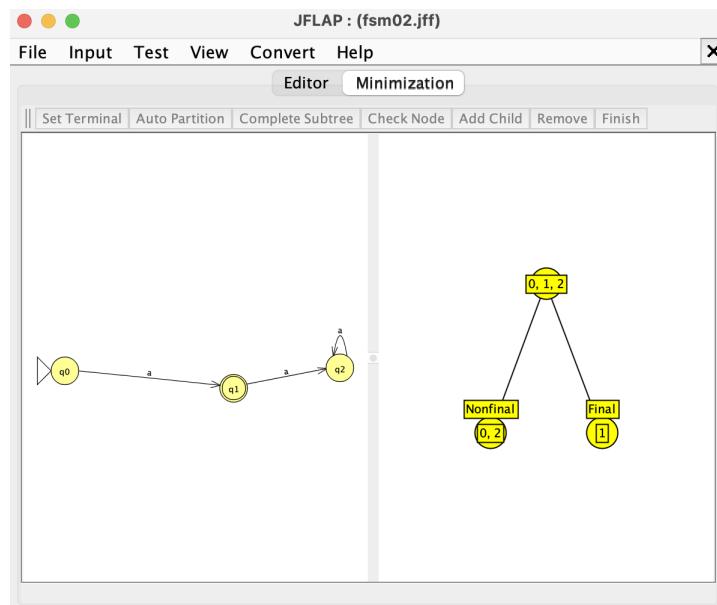 JFLAP : (fsm02.jff)
File Input Test View Convert Help
Editor Minimization
Set Terminal Auto Partition Complete Subtree Check Node Add Child Remove Finish
0, 1, 2
a
q0 a q1 a q2
Nonfinal Final
0, 2 1